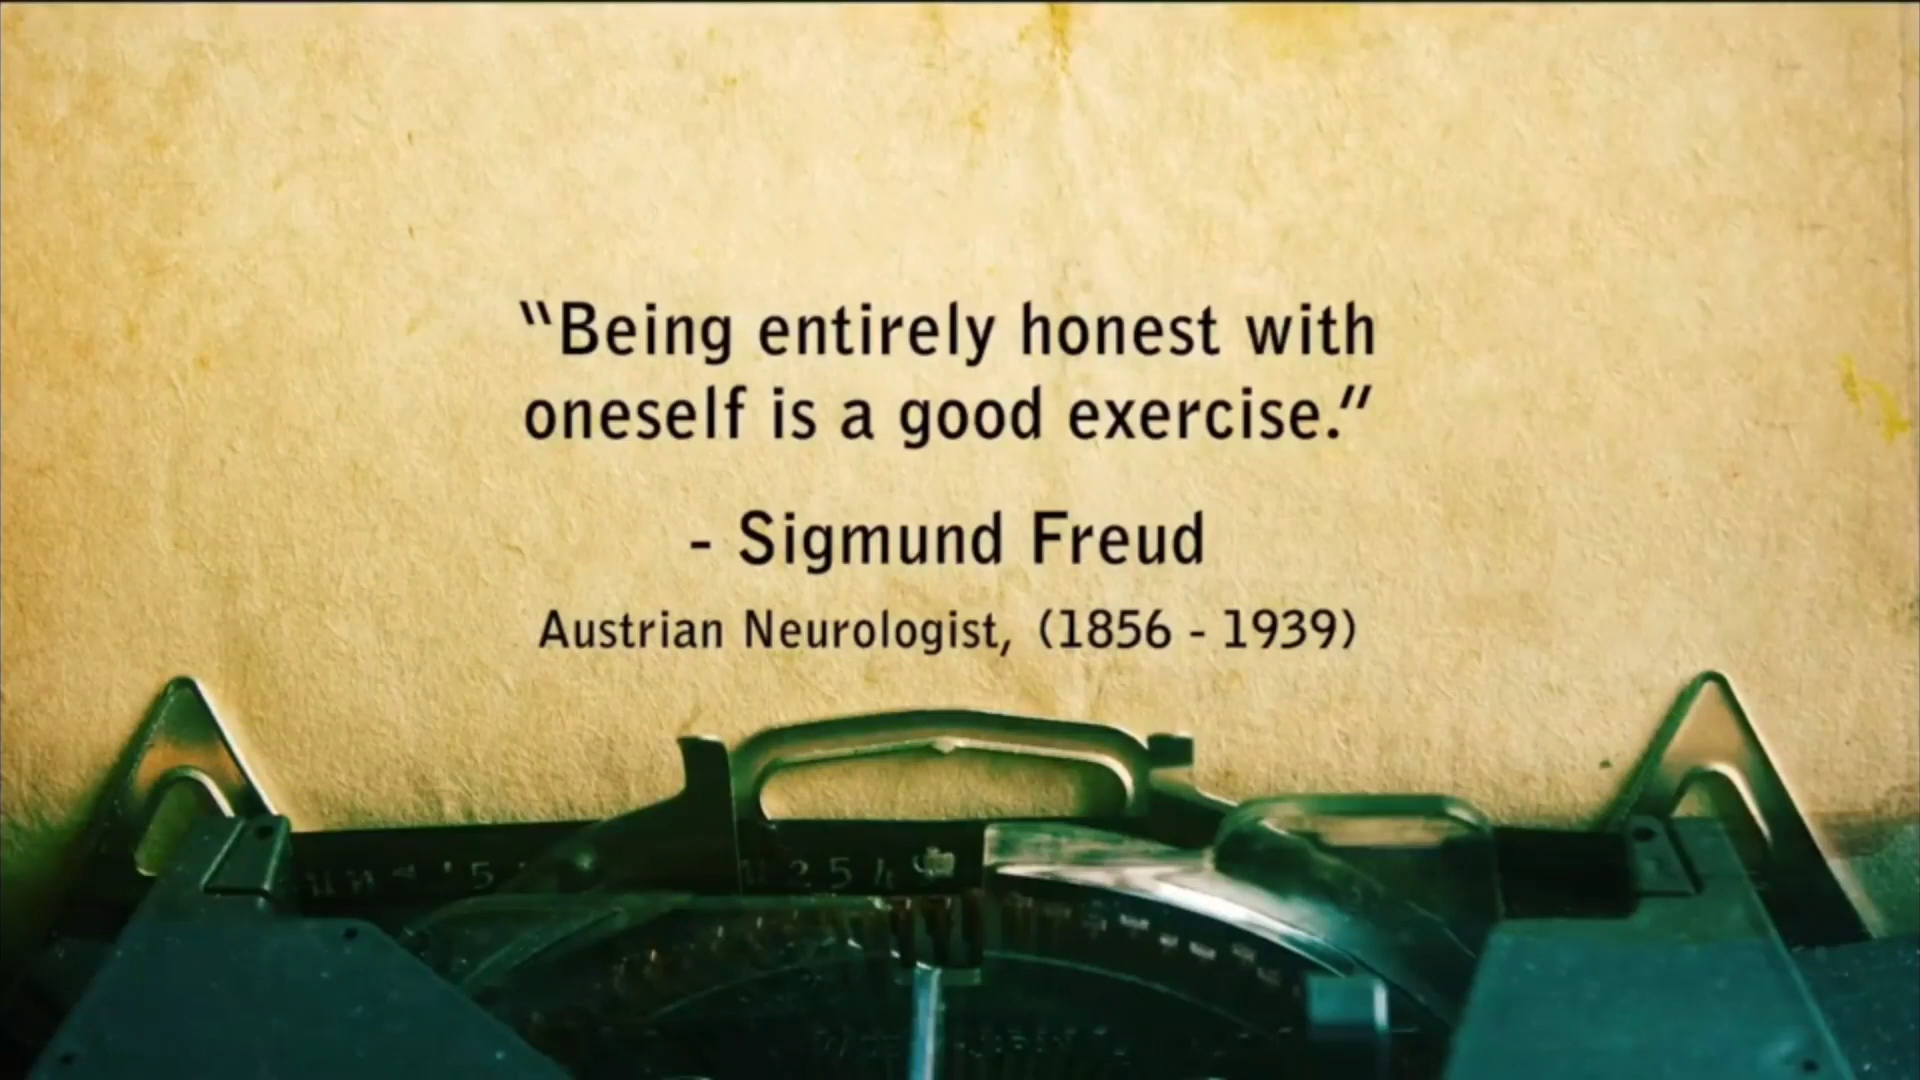 “Being entirely honest with
oneself is a good exercise.”
- Sigmund Freud
Austrian Neurologist, (1856 - 1939)